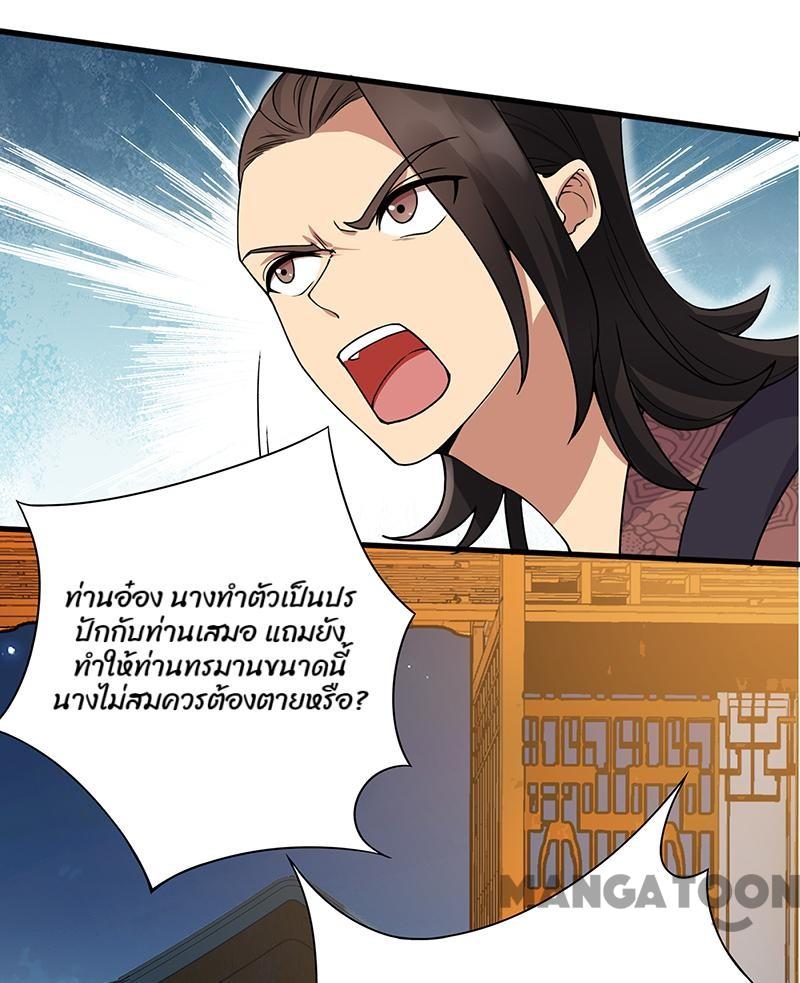 ท่านอ๋อง นางทำตัวเป็นปร
ปักกับท่านเสมอ แถมยัง
ทำให้ท่านทรมานขนาดนี้
นางไม่สมควรต้องตายหรือ?
MANGATOON